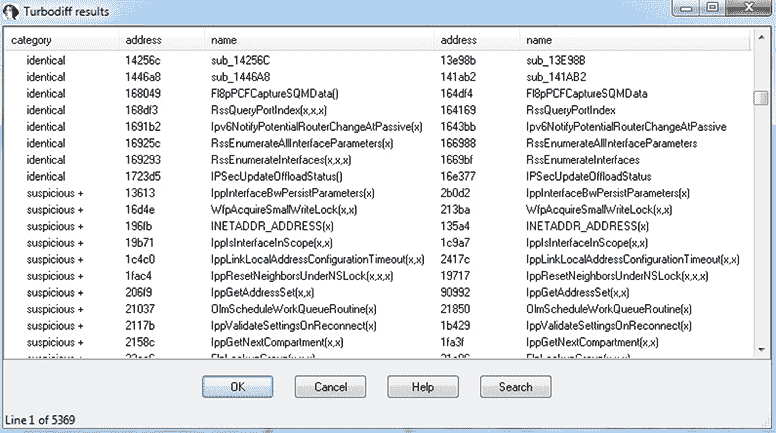 Turbodiff results
category address name address name
identical 14256c sub_14256C 13e98b sub_13E98B
identical 1446a8 sub_1446A8 141ab2 sub_141AB2
identical 168049 Fl8pPCFCaptureSQMData() 164df4 Fl8pPCFCaptureSQMData
identical 168df3 RssQueryPortIndex(x,x,x) 164169 RssQueryPortIndex
identical 1691b2 Ipv6NotifyPotentialRouterChangeAtPassive(x) 1643bb Ipv6NotifyPotentialRouterChangeAtPassive
identical 16925c RssEnumerateAllInterfaceParameters(x) 166988 RssEnumerateAllInterfaceParameters
identical 169293 RssEnumerateInterfaces(x,x,x) 1669bf RssEnumerateInterfaces
identical 1723d5 IPSecUpdateOffloadStatus() 16e377 IPSecUpdateOffloadStatus
suspicious + 13613 IppInterfaceBwPersistParameters(x) 2b0d2 IppInterfaceBwPersistParameters(x)
suspicious + 16d4e WfpAcquireSmallWriteLock(x,x) 213ba WfpAcquireSmallWriteLock(x,x)
suspicious + 196fb INETADDR_ADDRESS(x) 135a4 INETADDR_ADDRESS(x)
suspicious + 19b71 IppIsInterfaceInScope(x,x) 1c9a7 IppIsInterfaceInScope(x,x)
suspicious + 1c4c0 IppLinkLocalAddressConfigurationTimeout(x,x) 2417c IppLinkLocalAddressConfigurationTimeout(x,x)
suspicious + 1fac4 IppResetNeighborsUnderNSLock(x,x,x) 19717 IppResetNeighborsUnderNSLock(x,x,x)
suspicious + 206f9 IppGetAddressSet(x,x) 90992 IppGetAddressSet(x,x)
suspicious + 21037 OlmScheduleWorkQueueRoutine(x) 21850 OlmScheduleWorkQueueRoutine(x)
suspicious + 2117b IppValidateSettingsOnReconnect(x) 1b429 IppValidateSettingsOnReconnect(x)
suspicious + 2158c IppGetNextCompartment(x,x) 1fa3f IppGetNextCompartment(x,x)
OK Cancel Help Search
Line 1 of 5369